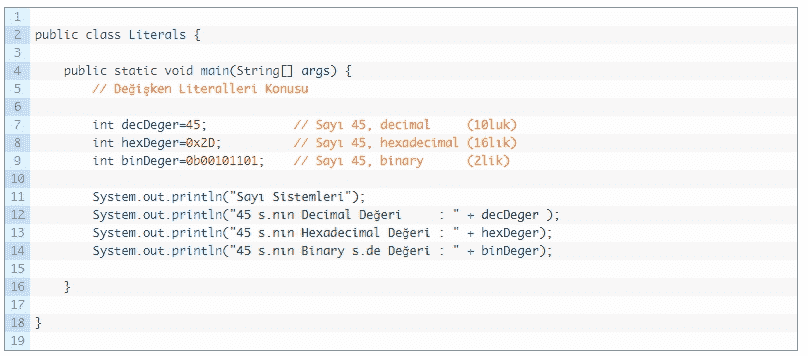 1
2 public class Literals {
3
4     public static void main(String[] args) {
5         // Değişken Literalleri Konusu
6
7         int decDeger=45;            // Sayı 45, decimal     (10luk)
8         int hexDeger=0x2D;          // Sayı 45, hexadecimal (16lık)
9         int binDeger=0b00101101;    // Sayı 45, binary      (2lik)
10
11         System.out.println("Sayı Sistemleri");
12         System.out.println("45 s.nın Decimal Değeri     : " + decDeger );
13         System.out.println("45 s.nın Hexadecimal Değeri : " + hexDeger);
14         System.out.println("45 s.nın Binary s.de Değeri : " + binDeger);
15
16     }
17
18 }
19